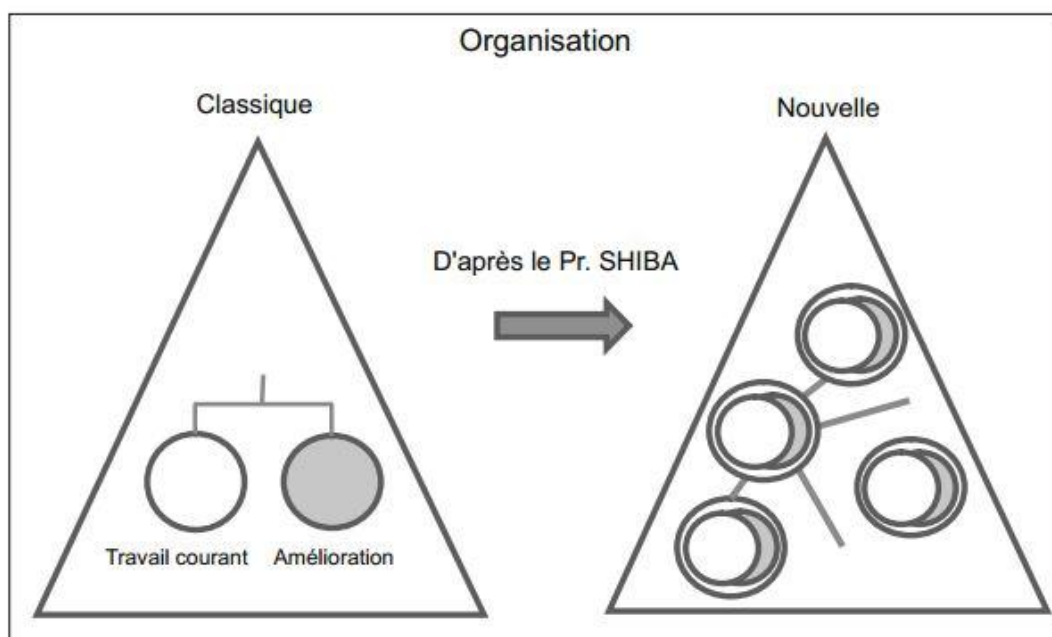 Organisation
Classique
Nouvelle
D'après le Pr. SHIBA
Travail courant
Amélioration